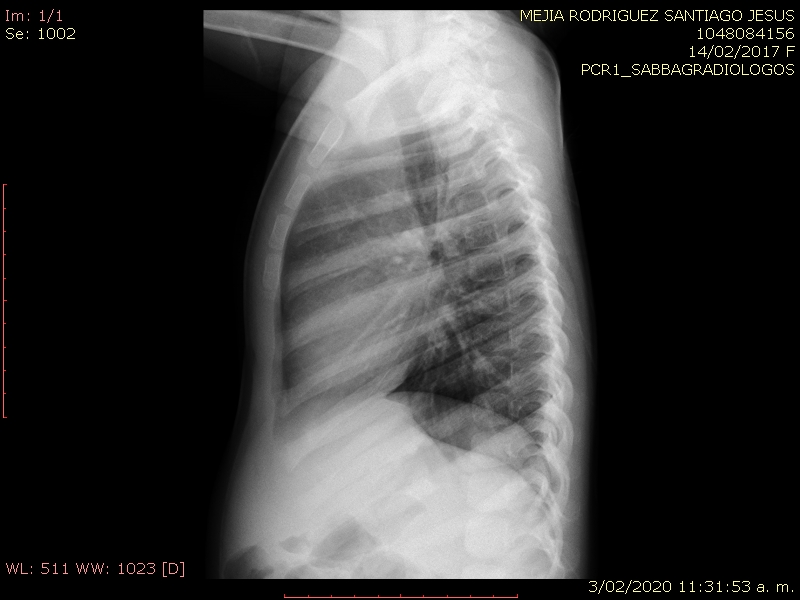 Im: 1/1
Se: 1002
MEJIA RODRIGUEZ SANTIAGO JESUS
1048084156
14/02/2017 F
PCR1_SABBAGRADIOLOGOS
WL: 511 WW: 1023 [D]
3/02/2020 11:31:53 a. m.